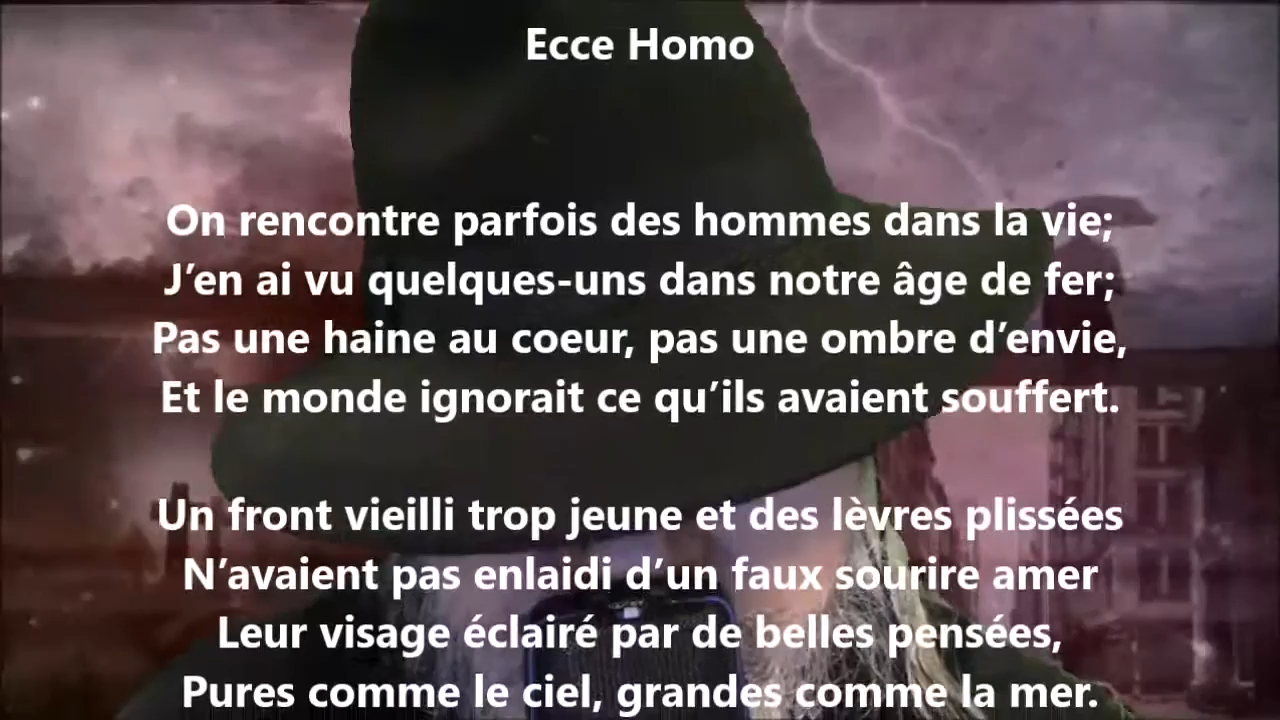 Ecce Homo
On rencontre parfois des hommes dans la vie;
J’en ai vu quelques-uns dans notre âge de fer;
Pas une haine au coeur, pas une ombre d’envie,
Et le monde ignorait ce qu’ils avaient souffert.
Un front vieilli trop jeune et des lèvres plissées
N’avaient pas enlaidi d’un faux sourire amer
Leur visage éclairé par de belles pensées,
Pures comme le ciel, grandes comme la mer.